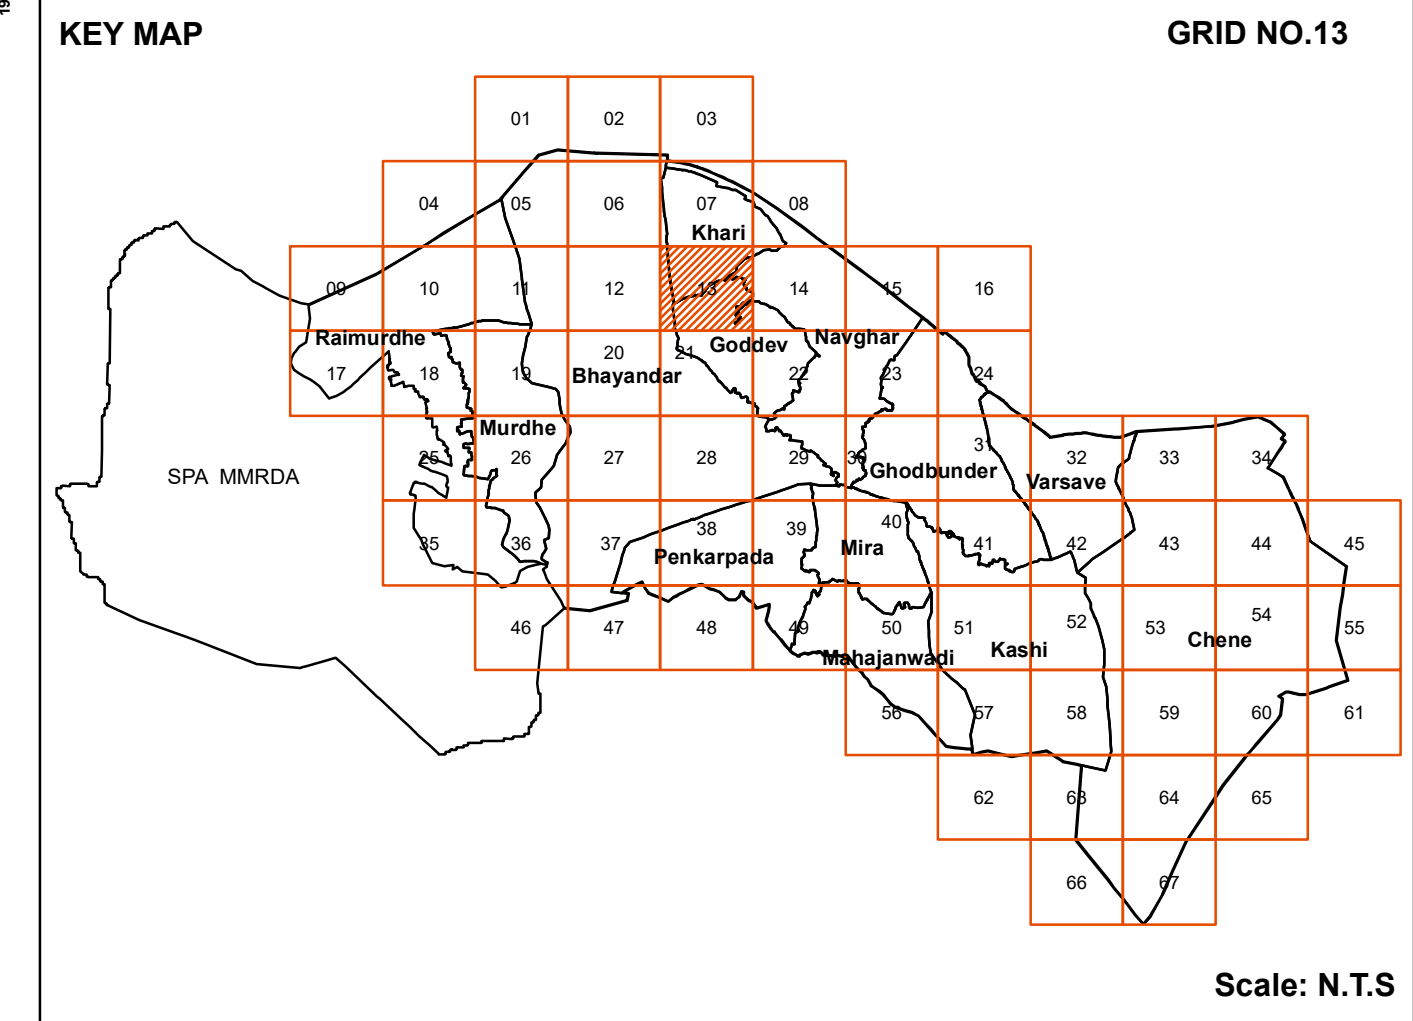 19
KEY MAP
GRID NO.13
01 02 03
04 05 06 07 08
Khari
09 10 11 12 13 14 15 16
Raimurdhe
Navghar
Goddev
20 21
17 18 19 22 23 24
Bhayandar
Murdhe
31
25 26 27 28 29 30 32 33 34
SPA MMRDA
Ghodbunder
Varsave
40
38 39
35 36 37 41 42 43 44 45
Mira
Penkarpada
54
52
46 47 48 49 50 51 53 55
Chene
Kashi
Mahajanwadi
56 57 58 59 60 61
62 63 64 65
66 67
Scale: N.T.S